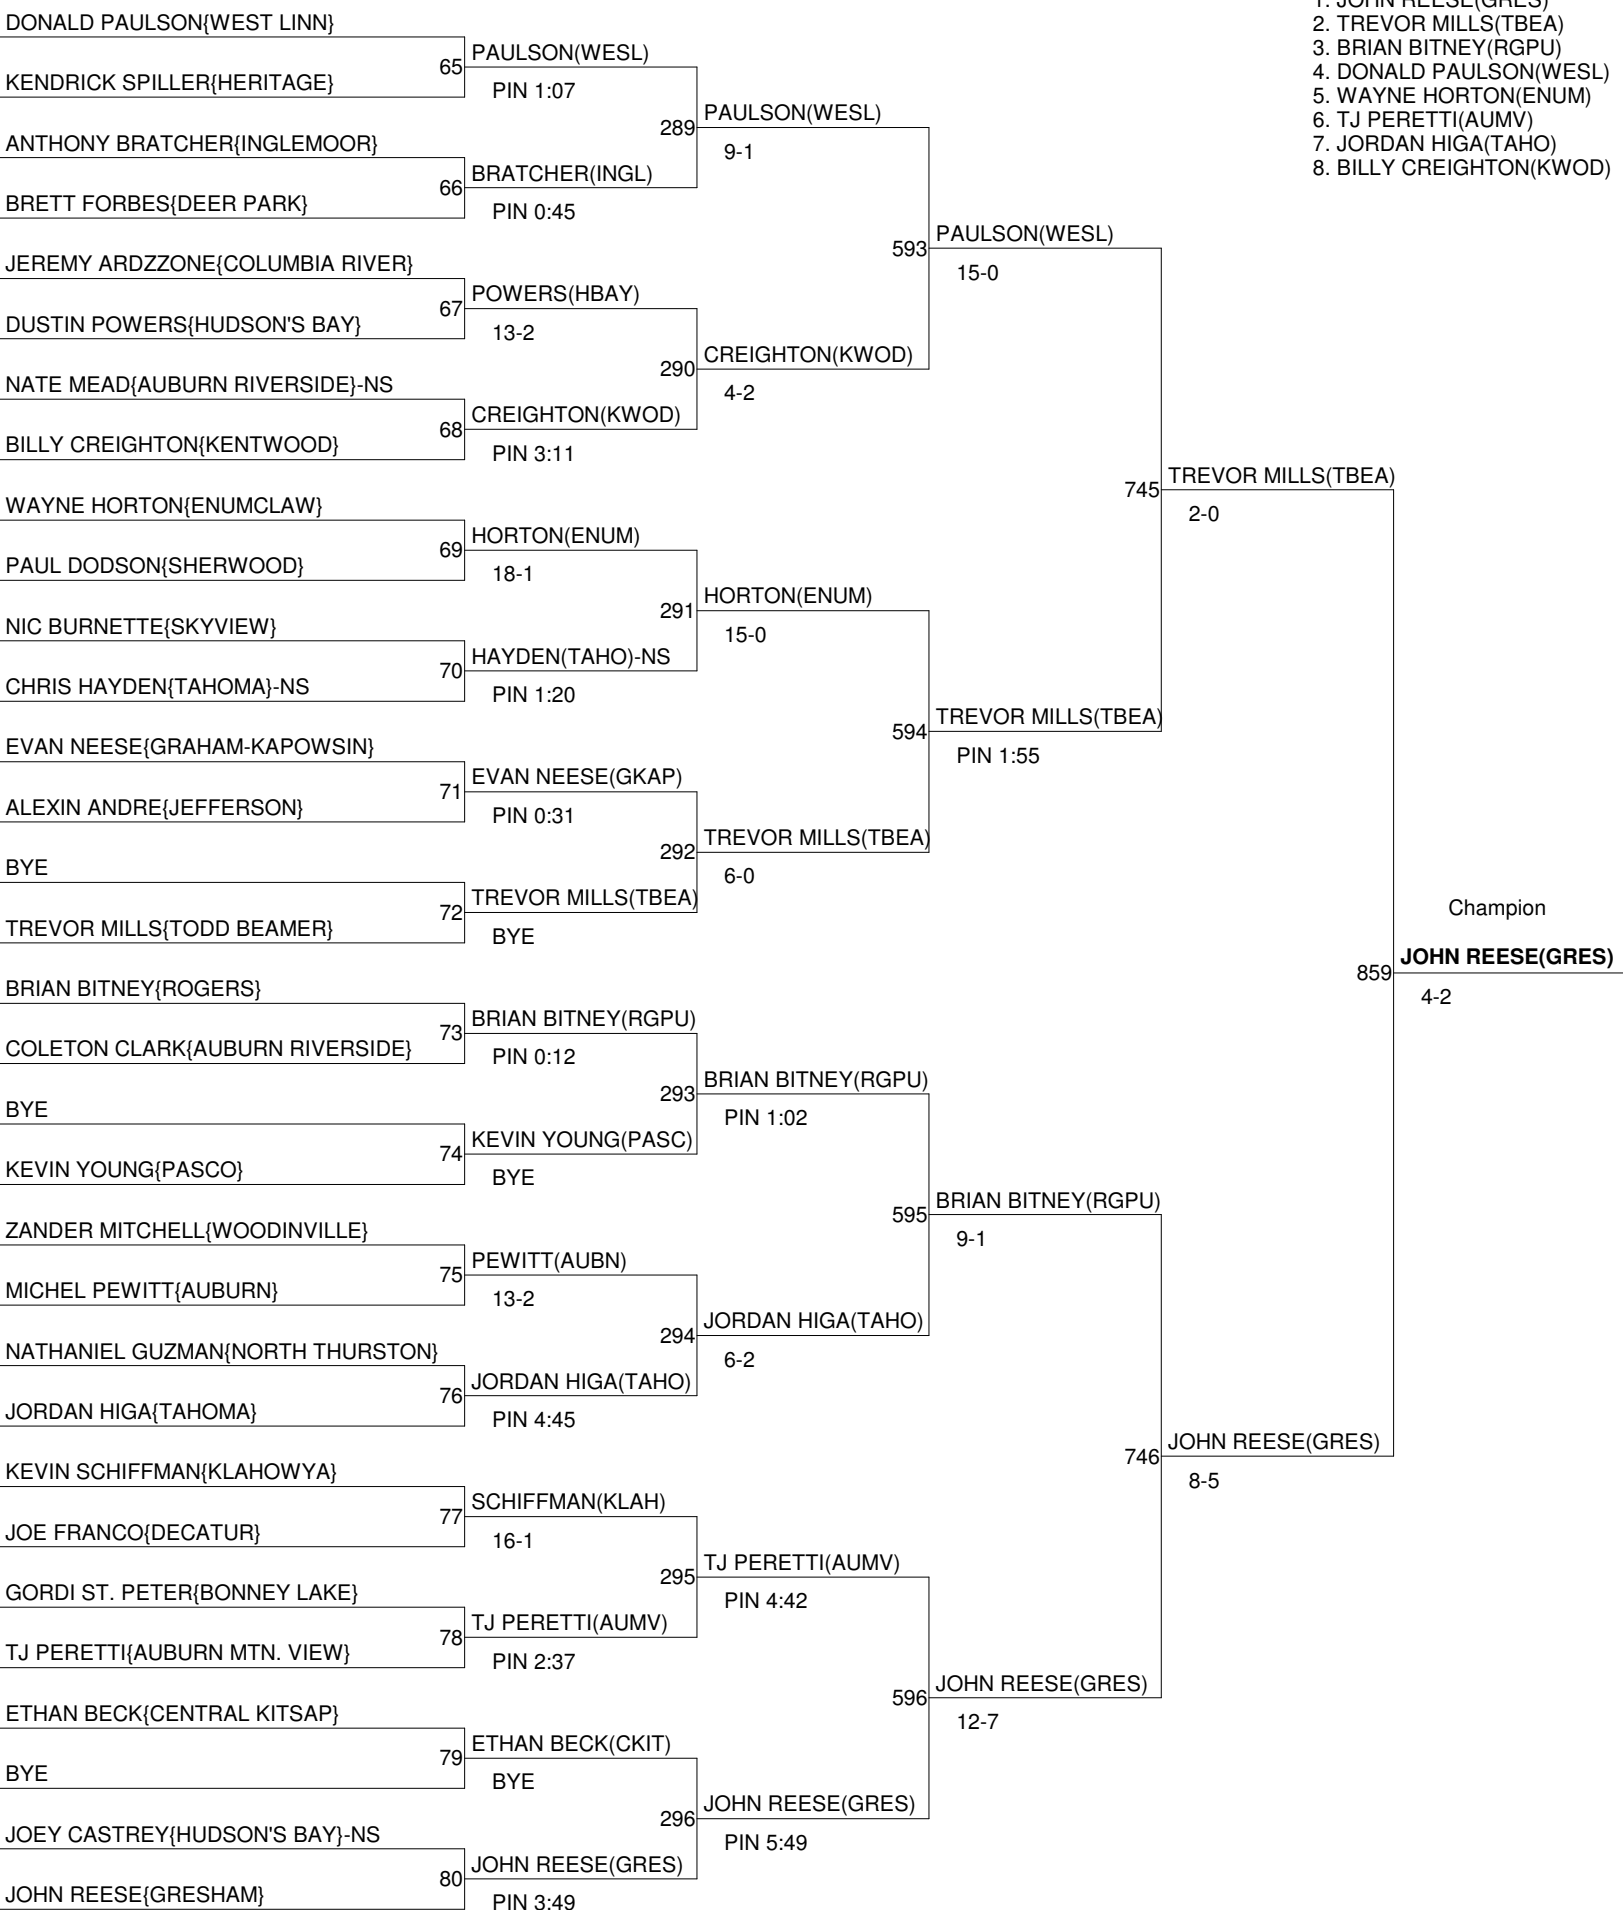 1. JOHN REESE(GRES)
2. TREVOR MILLS(TBEA)
3. BRIAN BITNEY(RGPU)
4. DONALD PAULSON(WESL)
5. WAYNE HORTON(ENUM)
6. TJ PERETTI(AUMV)
7. JORDAN HIGA(TAHO)
8. BILLY CREIGHTON(KWOD)
DONALD PAULSON{WEST LINN}
KENDRICK SPILLER{HERITAGE}
ANTHONY BRATCHER{INGLEMOOR}
BRETT FORBES{DEER PARK}
JEREMY ARDZZONE{COLUMBIA RIVER}
DUSTIN POWERS{HUDSON'S BAY}
NATE MEAD{AUBURN RIVERSIDE}-NS
BILLY CREIGHTON{KENTWOOD}
WAYNE HORTON{ENUMCLAW}
PAUL DODSON{SHERWOOD}
NIC BURNETTE{SKYVIEW}
CHRIS HAYDEN{TAHOMA}-NS
EVAN NEESE{GRAHAM-KAPOWSIN}
ALEXIN ANDRE{JEFFERSON}
BYE
TREVOR MILLS{TODD BEAMER}
BRIAN BITNEY{ROGERS}
COLETON CLARK{AUBURN RIVERSIDE}
BYE
KEVIN YOUNG{PASCO}
ZANDER MITCHELL{WOODINVILLE}
MICHEL PEWITT{AUBURN}
NATHANIEL GUZMAN{NORTH THURSTON}
JORDAN HIGA{TAHOMA}
KEVIN SCHIFFMAN{KLAHOWYA}
JOE FRANCO{DECATUR}
GORDI ST. PETER{BONNEY LAKE}
TJ PERETTI{AUBURN MTN. VIEW}
ETHAN BECK{CENTRAL KITSAP}
BYE
JOEY CASTREY{HUDSON'S BAY}-NS
JOHN REESE{GRESHAM}
65 PAULSON(WESL)
PIN 1:07
66 BRATCHER(INGL)
PIN 0:45
67 POWERS(HBAY)
13-2
68 CREIGHTON(KWOD)
PIN 3:11
69 HORTON(ENUM)
18-1
70 HAYDEN(TAHO)-NS
PIN 1:20
71 EVAN NEESE(GKAP)
PIN 0:31
72 TREVOR MILLS(TBEA)
BYE
73 BRIAN BITNEY(RGPU)
PIN 0:12
74 KEVIN YOUNG(PASC)
BYE
75 PEWITT(AUBN)
13-2
76 JORDAN HIGA(TAHO)
PIN 4:45
77 SCHIFFMAN(KLAH)
16-1
78 TJ PERETTI(AUMV)
PIN 2:37
79 ETHAN BECK(CKIT)
BYE
80 JOHN REESE(GRES)
PIN 3:49
289 PAULSON(WESL)
9-1
290 CREIGHTON(KWOD)
4-2
291 HORTON(ENUM)
15-0
292 TREVOR MILLS(TBEA)
6-0
293 BRIAN BITNEY(RGPU)
PIN 1:02
294 JORDAN HIGA(TAHO)
6-2
295 TJ PERETTI(AUMV)
PIN 4:42
296 JOHN REESE(GRES)
PIN 5:49
593 PAULSON(WESL)
15-0
594 TREVOR MILLS(TBEA)
PIN 1:55
595 BRIAN BITNEY(RGPU)
9-1
596 JOHN REESE(GRES)
12-7
745 TREVOR MILLS(TBEA)
2-0
746 JOHN REESE(GRES)
8-5
Champion
859 JOHN REESE(GRES)
4-2